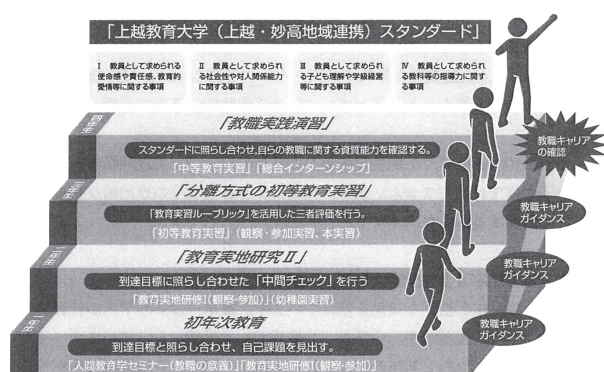 「上越教育大学（上越・妙高地域連携）スタンダード」
Ⅰ 教員として求められる
使命感や責任感、教育的
愛情等に関する事項
Ⅱ 教員として求められ
る社会性や対人関係能力
に関する事項
Ⅲ 教員として求められ
る子ども理解や学級経営
等に関する事項
Ⅳ 教員として求められ
る教科等の指導力に関す
る事項
「教職実践演習」
スタンダードに照らし合わせ、自らの教職に関する資質能力を確認する。
「中等教育実習」「総合インターンシップ」
教職キャリア
の確認
「分離方式の初等教育実習」
「教育実習ルーブリック」を活用した三者評価を行う。
「初等教育実習」（観察・参加実習、本実習）
教職キャリア
ガイダンス
「教育実地研究Ⅱ」
到達目標に照らし合わせた「中間チェック」を行う
「教育実地研修Ⅰ（観察・参加）」（幼稚園実習）
教職キャリア
ガイダンス
初年次教育
到達目標と照らし合わせ、自己課題を見出す。
「人間教育学セミナー（教職の意義）」「教育実地研修Ⅰ（観察・参加）」
教職キャリア
ガイダンス